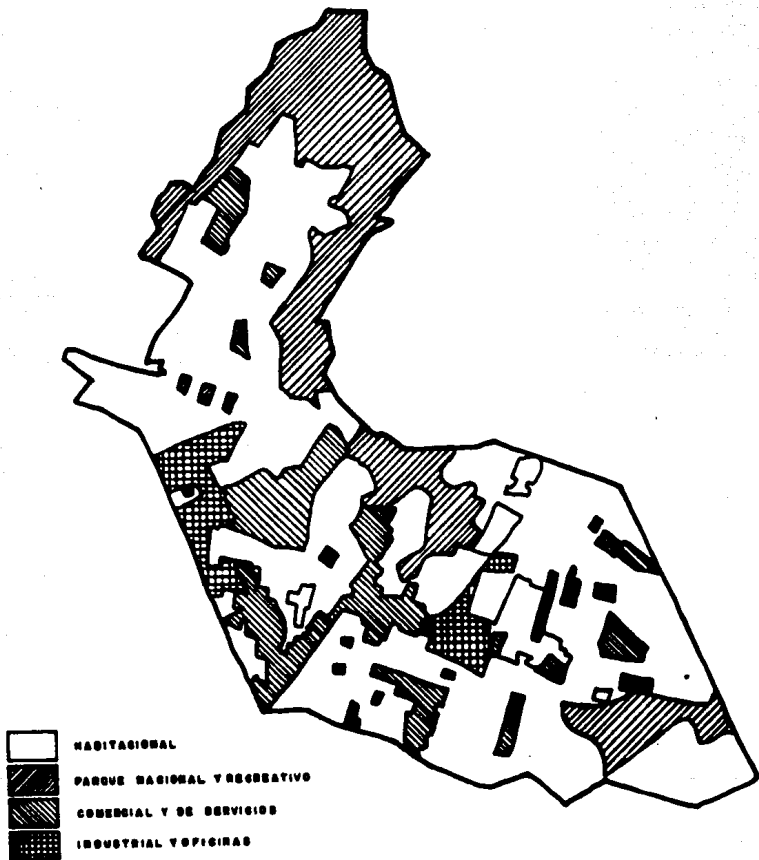 HABITACIONAL
PARQUE NACIONAL Y RECREATIVO
COMERCIAL Y DE SERVICIOS
INDUSTRIAL Y OFICINAS